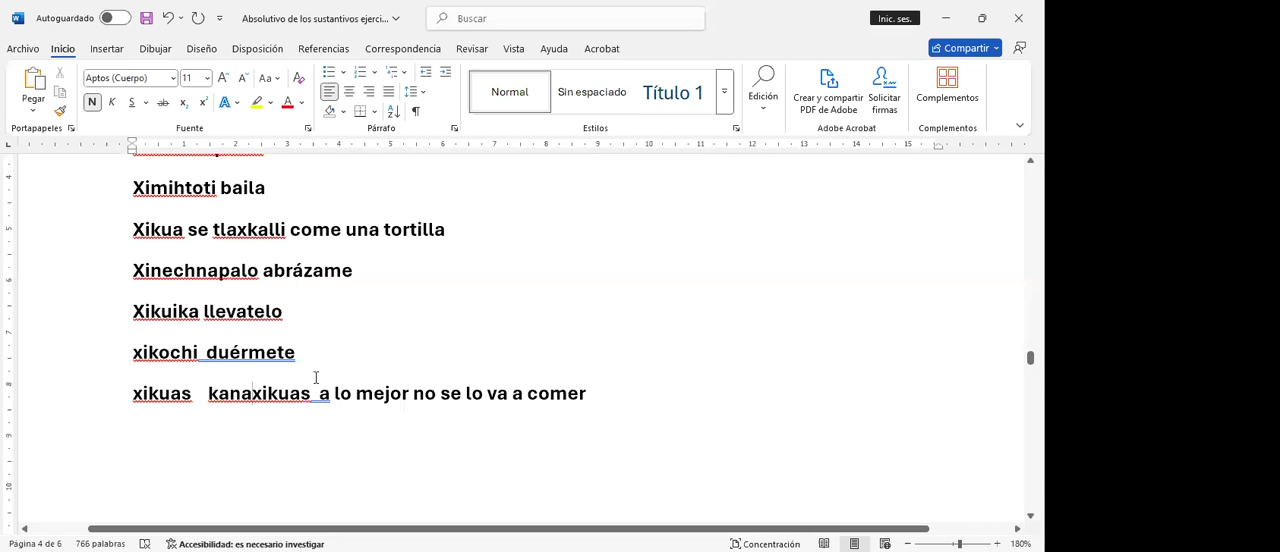 Autoguardado Absolutivo de los sustantivos ejerci... Buscar Inic. ses.
Archivo Inicio Insertar Dibujar Diseño Disposición Referencias Correspondencia Revisar Vista Ayuda Acrobat Compartir
Pegar Aptos (Cuerpo) 11 Normal Sin espaciado Título 1 Edición Crear y compartir PDF de Adobe Solicitar firmas Complementos
Portapapeles Fuente Párrafo Estilos Adobe Acrobat Complementos
Ximihtoti baila
Xikua se tlaxkalli come una tortilla
Xinechnapalo abrázame
Xikuika llevatelo
xikochi duérmete
xikuas kanaxikuas a lo mejor no se lo va a comer
Página 4 de 6 766 palabras Accesibilidad: es necesario investigar Concentración 180%